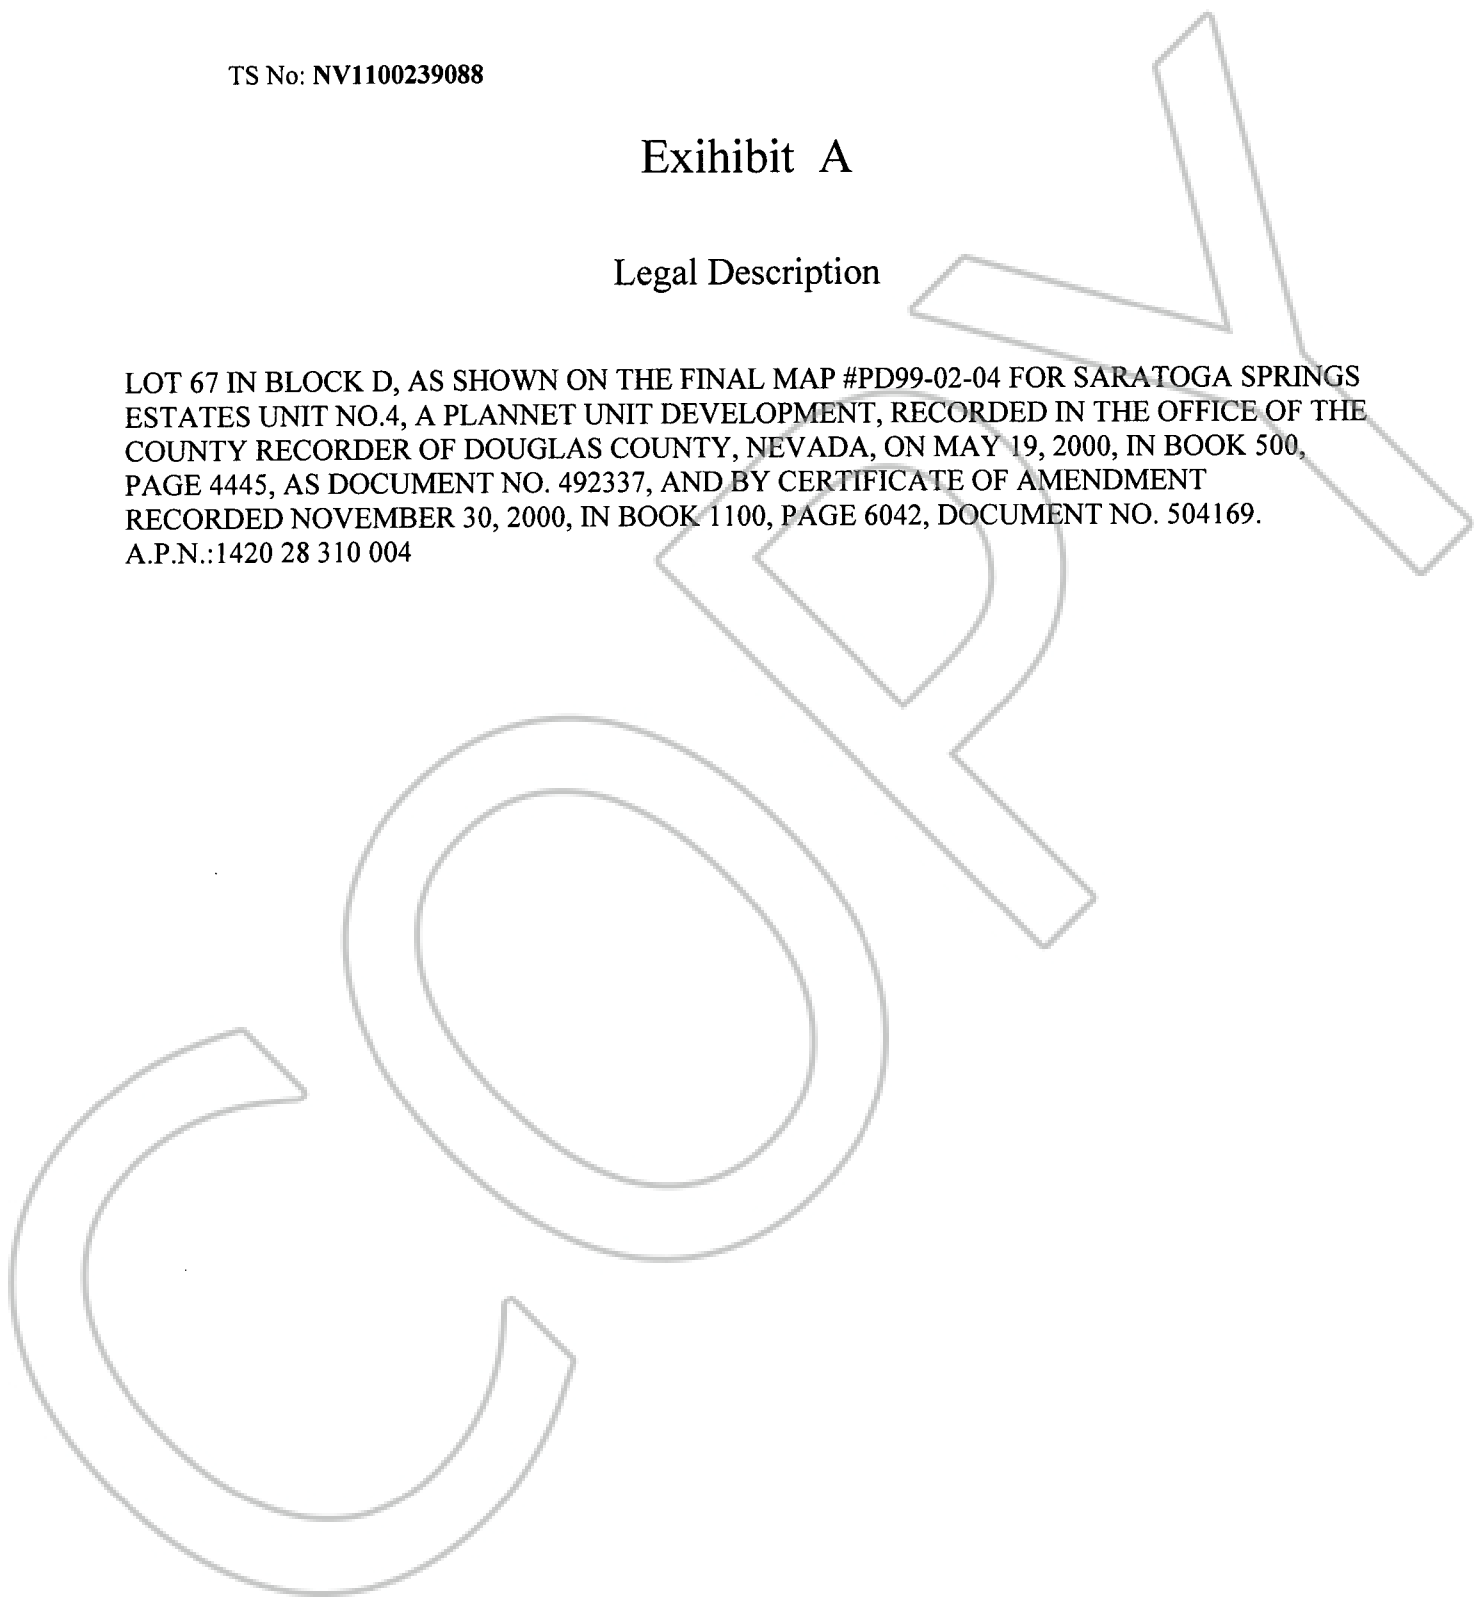 TS No: NV1100239088
Exihibit A
Legal Description
LOT 67 IN BLOCK D, AS SHOWN ON THE FINAL MAP #PD99-02-04 FOR SARATOGA SPRINGS
ESTATES UNIT NO.4, A PLANNET UNIT DEVELOPMENT, RECORDED IN THE OFFICE OF THE
COUNTY RECORDER OF DOUGLAS COUNTY, NEVADA, ON MAY 19, 2000, IN BOOK 500,
PAGE 4445, AS DOCUMENT NO. 492337, AND BY CERTIFICATE OF AMENDMENT
RECORDED NOVEMBER 30, 2000, IN BOOK 1100, PAGE 6042, DOCUMENT NO. 504169.
A.P.N.:1420 28 310 004
COPY